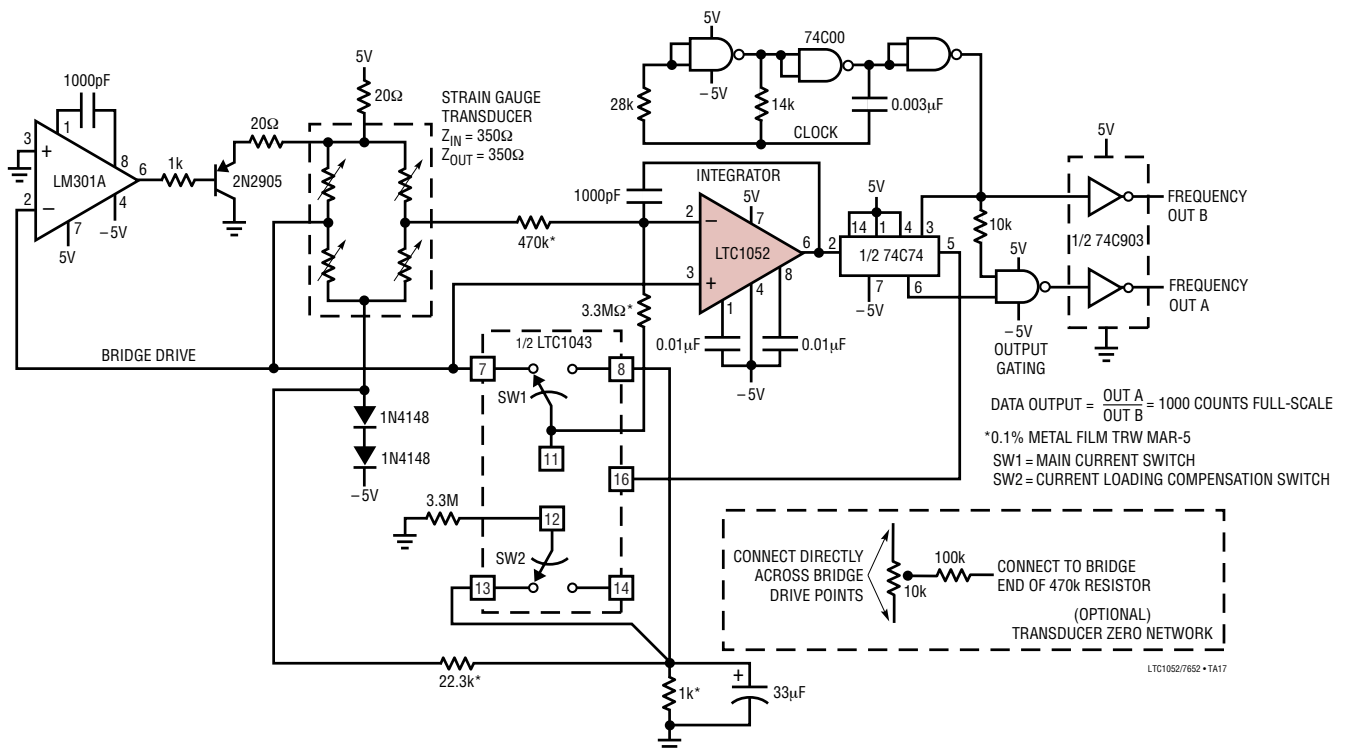 1000pF
3
1
+
LM301A
8
6
2
−
4
7
−5V
5V
1k
20Ω
2N2905
5V
20Ω
STRAIN GAUGE
TRANSDUCER
ZIN = 350Ω
ZOUT = 350Ω
5V
74C00
−5V
28k
14k
0.003µF
CLOCK
INTEGRATOR
1000pF
470k*
2
−
5V
7
LTC1052
6
3
+
8
4
1
3.3MΩ*
0.01µF
0.01µF
−5V
5V
14
1
4
3
2
1/2 74C74
5
7
6
−5V
10k
5V
−5V
OUTPUT
GATING
5V
1/2 74C903
FREQUENCY
OUT B
FREQUENCY
OUT A
BRIDGE DRIVE
1/2 LTC1043
7
8
SW1
11
16
3.3M
12
SW2
13
14
1N4148
1N4148
−5V
22.3k*
1k*
+
33µF
DATA OUTPUT = OUT A
OUT B = 1000 COUNTS FULL-SCALE
*0.1% METAL FILM TRW MAR-5
SW1 = MAIN CURRENT SWITCH
SW2 = CURRENT LOADING COMPENSATION SWITCH
CONNECT DIRECTLY
ACROSS BRIDGE
DRIVE POINTS
10k
100k
CONNECT TO BRIDGE
END OF 470k RESISTOR
(OPTIONAL)
TRANSDUCER ZERO NETWORK
LTC1052/7652 • TA17